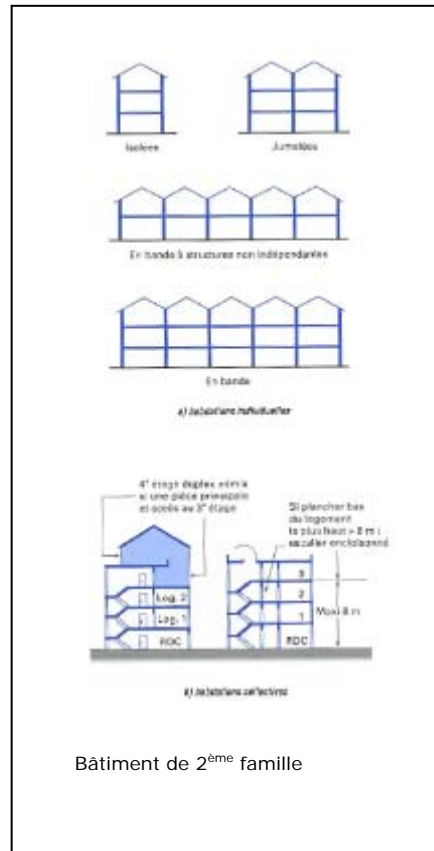 Isolées
Jumelées
En bande à structures non indépendantes
En bande
a) habitations individuelles
4° étage duplex admis
si une pièce principale
et accès au 3° étage
Si plancher bas
du logement
le plus haut > 8 m :
escalier encloisonné
Log. 2
Log. 1
RDC
3
2
1
RDC
Maxi 8 m
b) habitations collectives
Bâtiment de 2ème famille